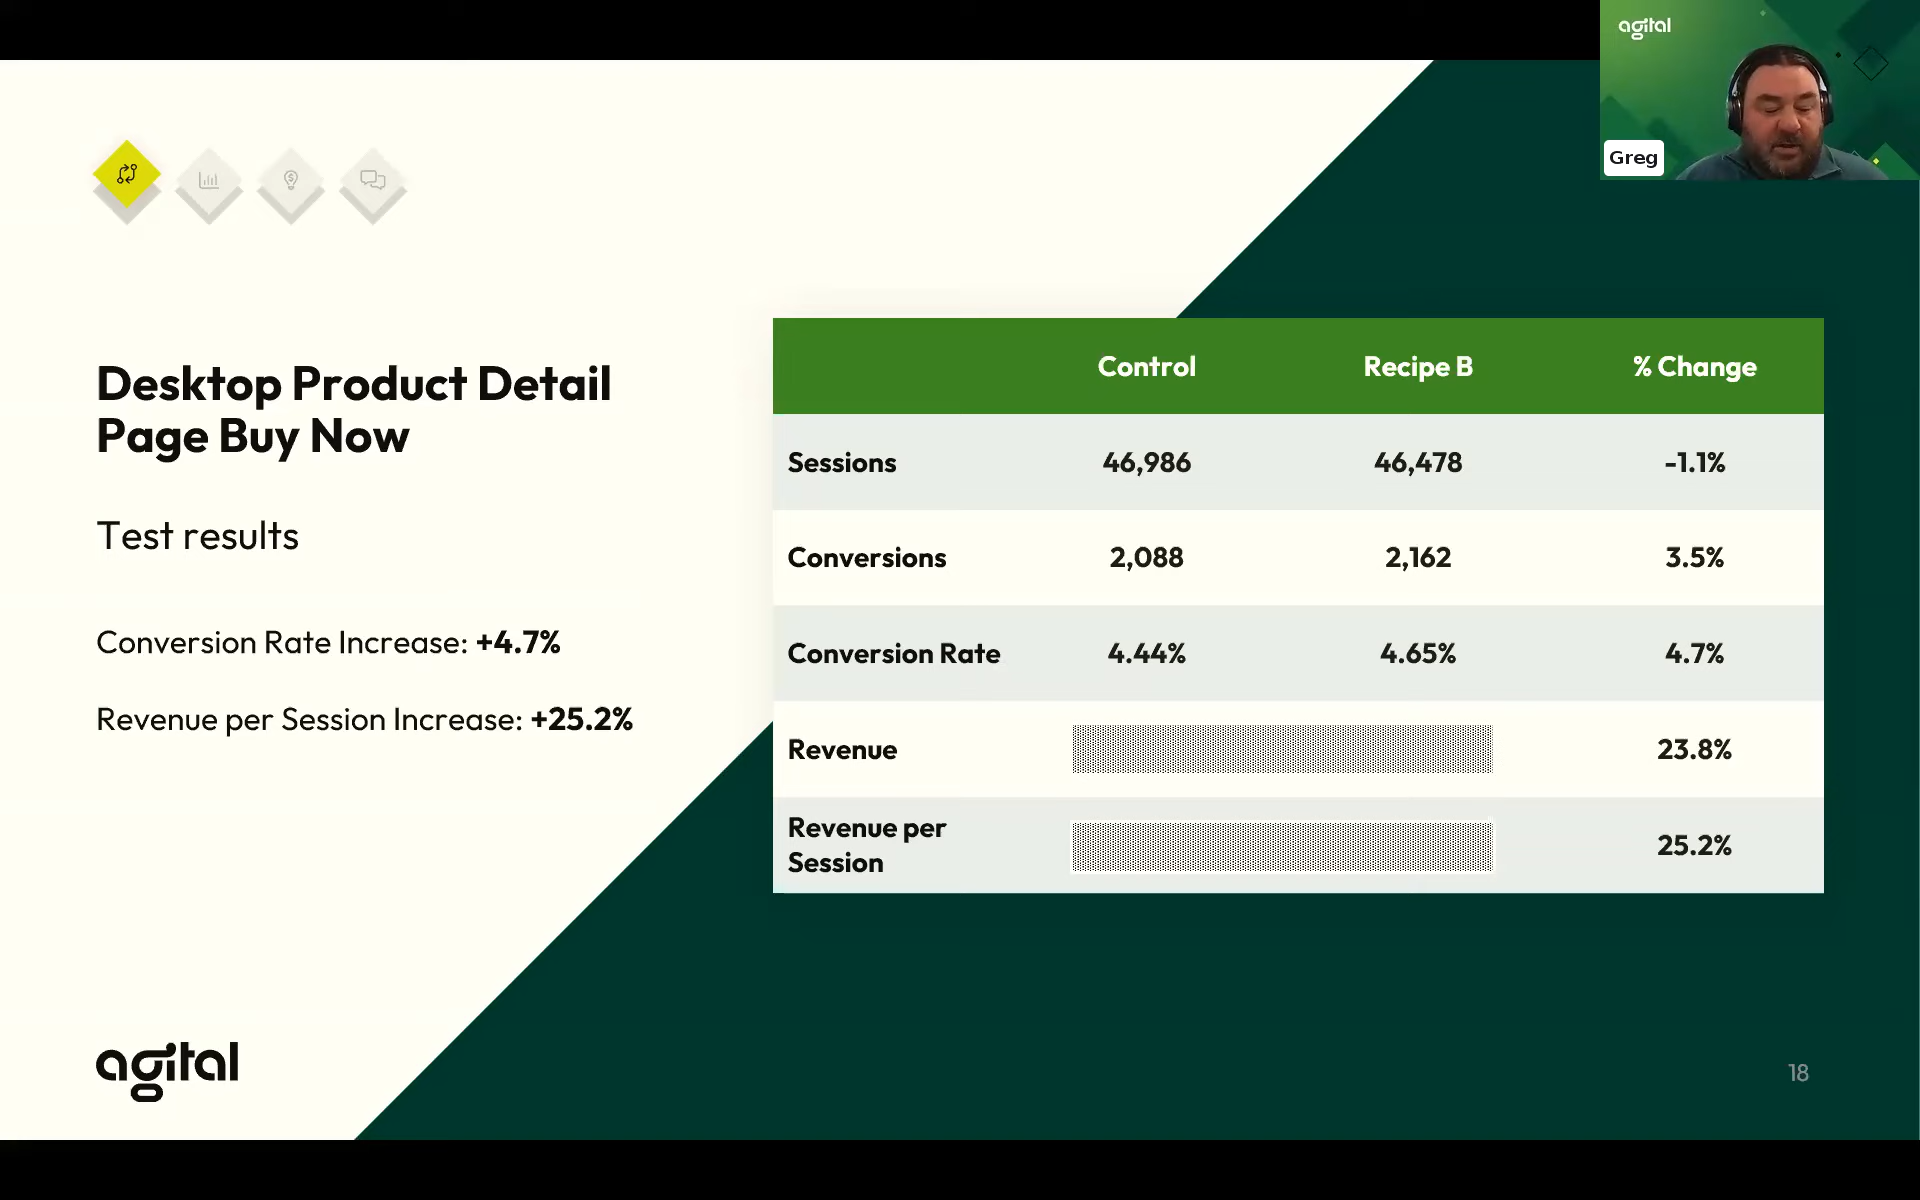 agital
Greg
Desktop Product Detail
Page Buy Now
Test results
Conversion Rate Increase: +4.7%
Revenue per Session Increase: +25.2%
Control Recipe B % Change
Sessions 46,986 46,478 -1.1%
Conversions 2,088 2,162 3.5%
Conversion Rate 4.44% 4.65% 4.7%
Revenue 23.8%
Revenue per
Session 25.2%
agital
18